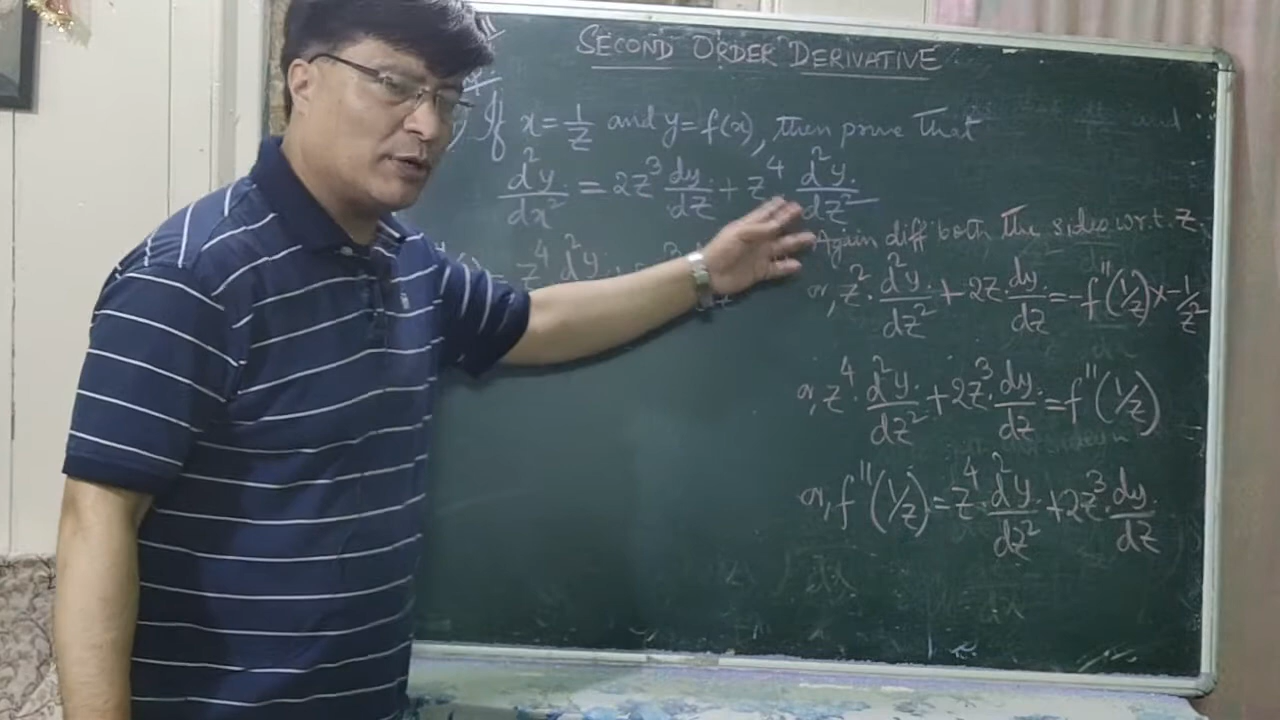 SECOND ORDER DERIVATIVE
If x = 1/z and y = f(x), then prove that
d²y/dx² = 2z³ dy/dz + z⁴ d²y/dz²
= z⁴ d²y
Again diff both the sides w.r.t. z,
or, z². d²y/dz² + 2z. dy/dz = -f''(1/z) x -1/z²
or, z⁴. d²y/dz² + 2z³. dy/dz = f''(1/z)
or, f''(1/z) = z⁴. d²y/dz² + 2z³. dy/dz